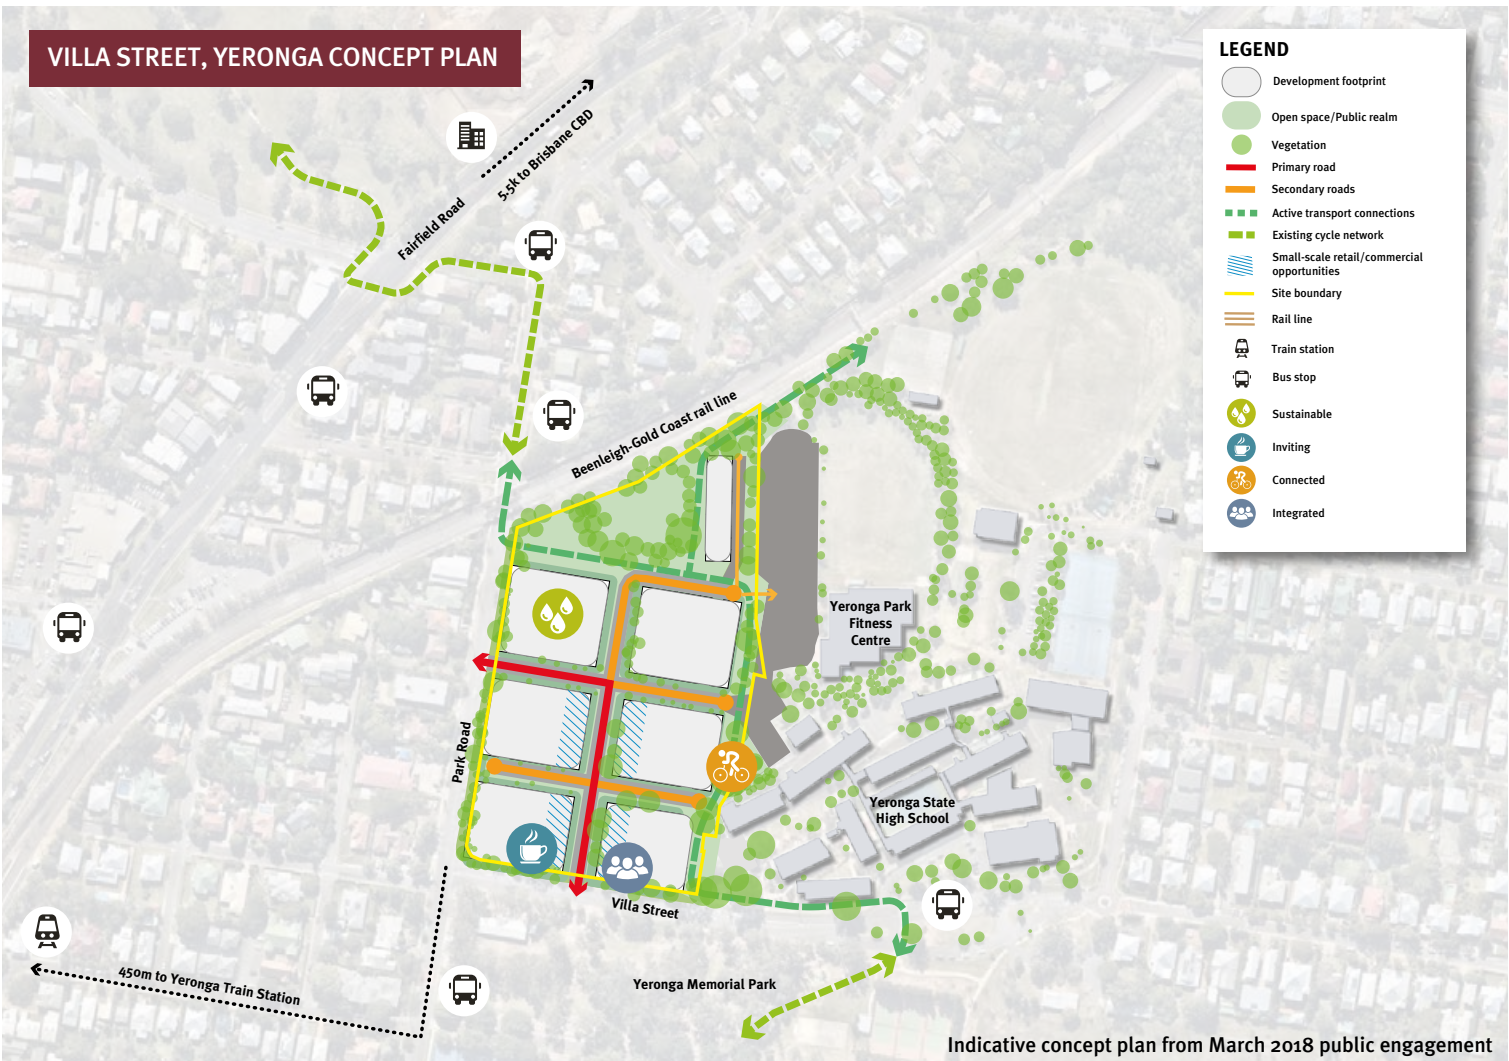 VILLA STREET, YERONGA CONCEPT PLAN
LEGEND
Development footprint
Open space/Public realm
Vegetation
Primary road
Secondary roads
Active transport connections
Existing cycle network
Small-scale retail/commercial
opportunities
Site boundary
Rail line
Train station
Bus stop
Sustainable
Inviting
Connected
Integrated
5.5k to Brisbane CBD
Fairfield Road
Beenleigh-Gold Coast rail line
Yeronga Park
Fitness
Centre
Park Road
Yeronga State
High School
Villa Street
450m to Yeronga Train Station
Yeronga Memorial Park
Indicative concept plan from March 2018 public engagement